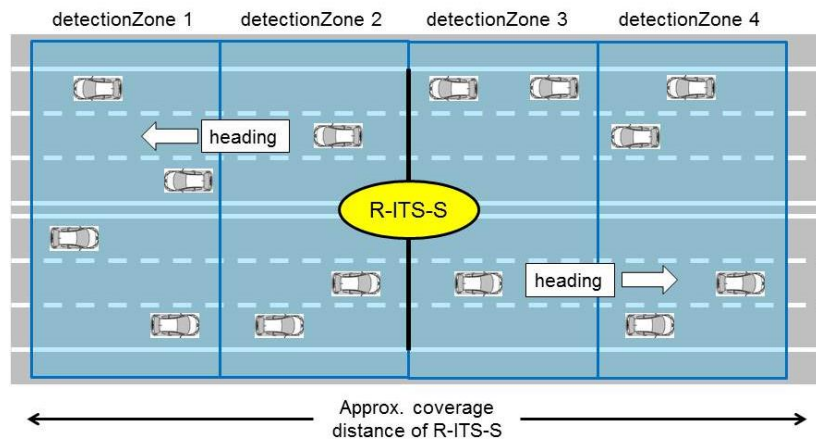 detectionZone 1
detectionZone 2
detectionZone 3
detectionZone 4
heading
R-ITS-S
heading
Approx. coverage
distance of R-ITS-S